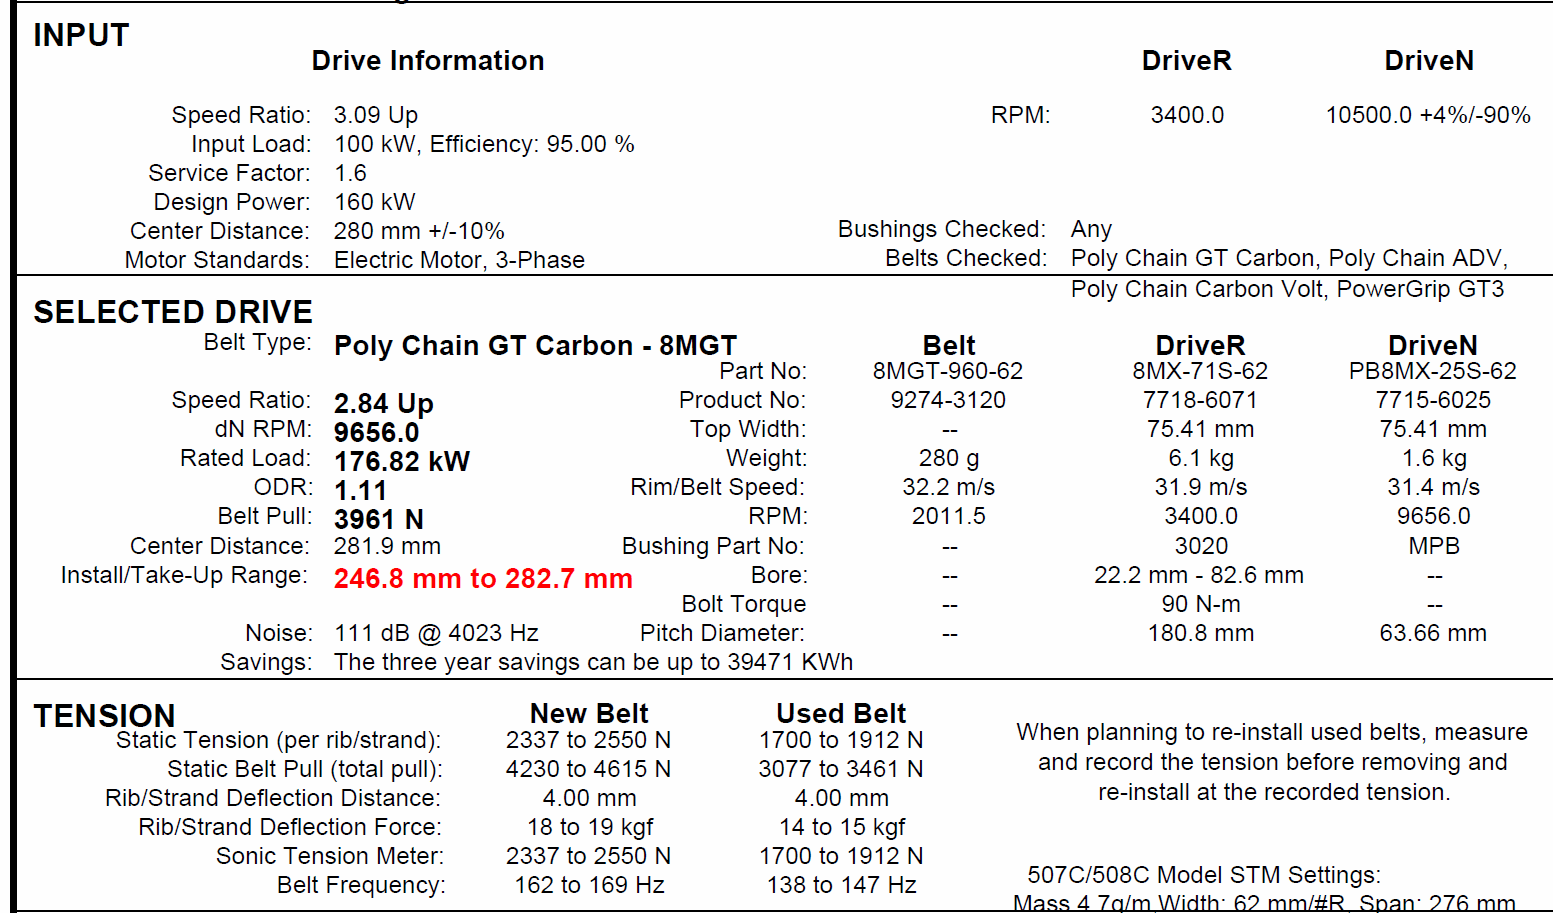 INPUT
Drive Information DriveR DriveN
Speed Ratio: 3.09 Up RPM: 3400.0 10500.0 +4%/-90%
Input Load: 100 kW, Efficiency: 95.00 %
Service Factor: 1.6
Design Power: 160 kW
Center Distance: 280 mm +/-10% Bushings Checked: Any
Motor Standards: Electric Motor, 3-Phase Belts Checked: Poly Chain GT Carbon, Poly Chain ADV,
Poly Chain Carbon Volt, PowerGrip GT3
SELECTED DRIVE
Belt Type: Poly Chain GT Carbon - 8MGT Belt DriveR DriveN
Part No: 8MGT-960-62 8MX-71S-62 PB8MX-25S-62
Speed Ratio: 2.84 Up Product No: 9274-3120 7718-6071 7715-6025
dN RPM: 9656.0 Top Width: -- 75.41 mm 75.41 mm
Rated Load: 176.82 kW Weight: 280 g 6.1 kg 1.6 kg
ODR: 1.11 Rim/Belt Speed: 32.2 m/s 31.9 m/s 31.4 m/s
Belt Pull: 3961 N RPM: 2011.5 3400.0 9656.0
Center Distance: 281.9 mm Bushing Part No: -- 3020 MPB
Install/Take-Up Range: 246.8 mm to 282.7 mm Bore: -- 22.2 mm - 82.6 mm --
Bolt Torque -- 90 N-m --
Noise: 111 dB @ 4023 Hz Pitch Diameter: -- 180.8 mm 63.66 mm
Savings: The three year savings can be up to 39471 KWh
TENSION New Belt Used Belt
Static Tension (per rib/strand): 2337 to 2550 N 1700 to 1912 N When planning to re-install used belts, measure
Static Belt Pull (total pull): 4230 to 4615 N 3077 to 3461 N and record the tension before removing and
Rib/Strand Deflection Distance: 4.00 mm 4.00 mm re-install at the recorded tension.
Rib/Strand Deflection Force: 18 to 19 kgf 14 to 15 kgf
Sonic Tension Meter: 2337 to 2550 N 1700 to 1912 N 507C/508C Model STM Settings:
Belt Frequency: 162 to 169 Hz 138 to 147 Hz Mass 4.7g/m,Width: 62 mm/#R, Span: 276 mm